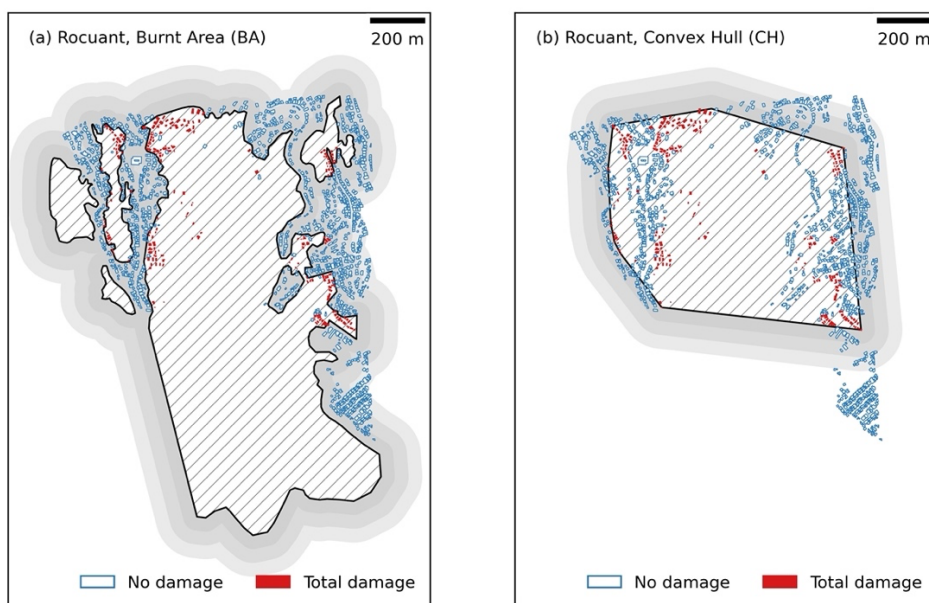 (a) Rocuant, Burnt Area (BA)
200 m
No damage
Total damage
(b) Rocuant, Convex Hull (CH)
200 m
No damage
Total damage